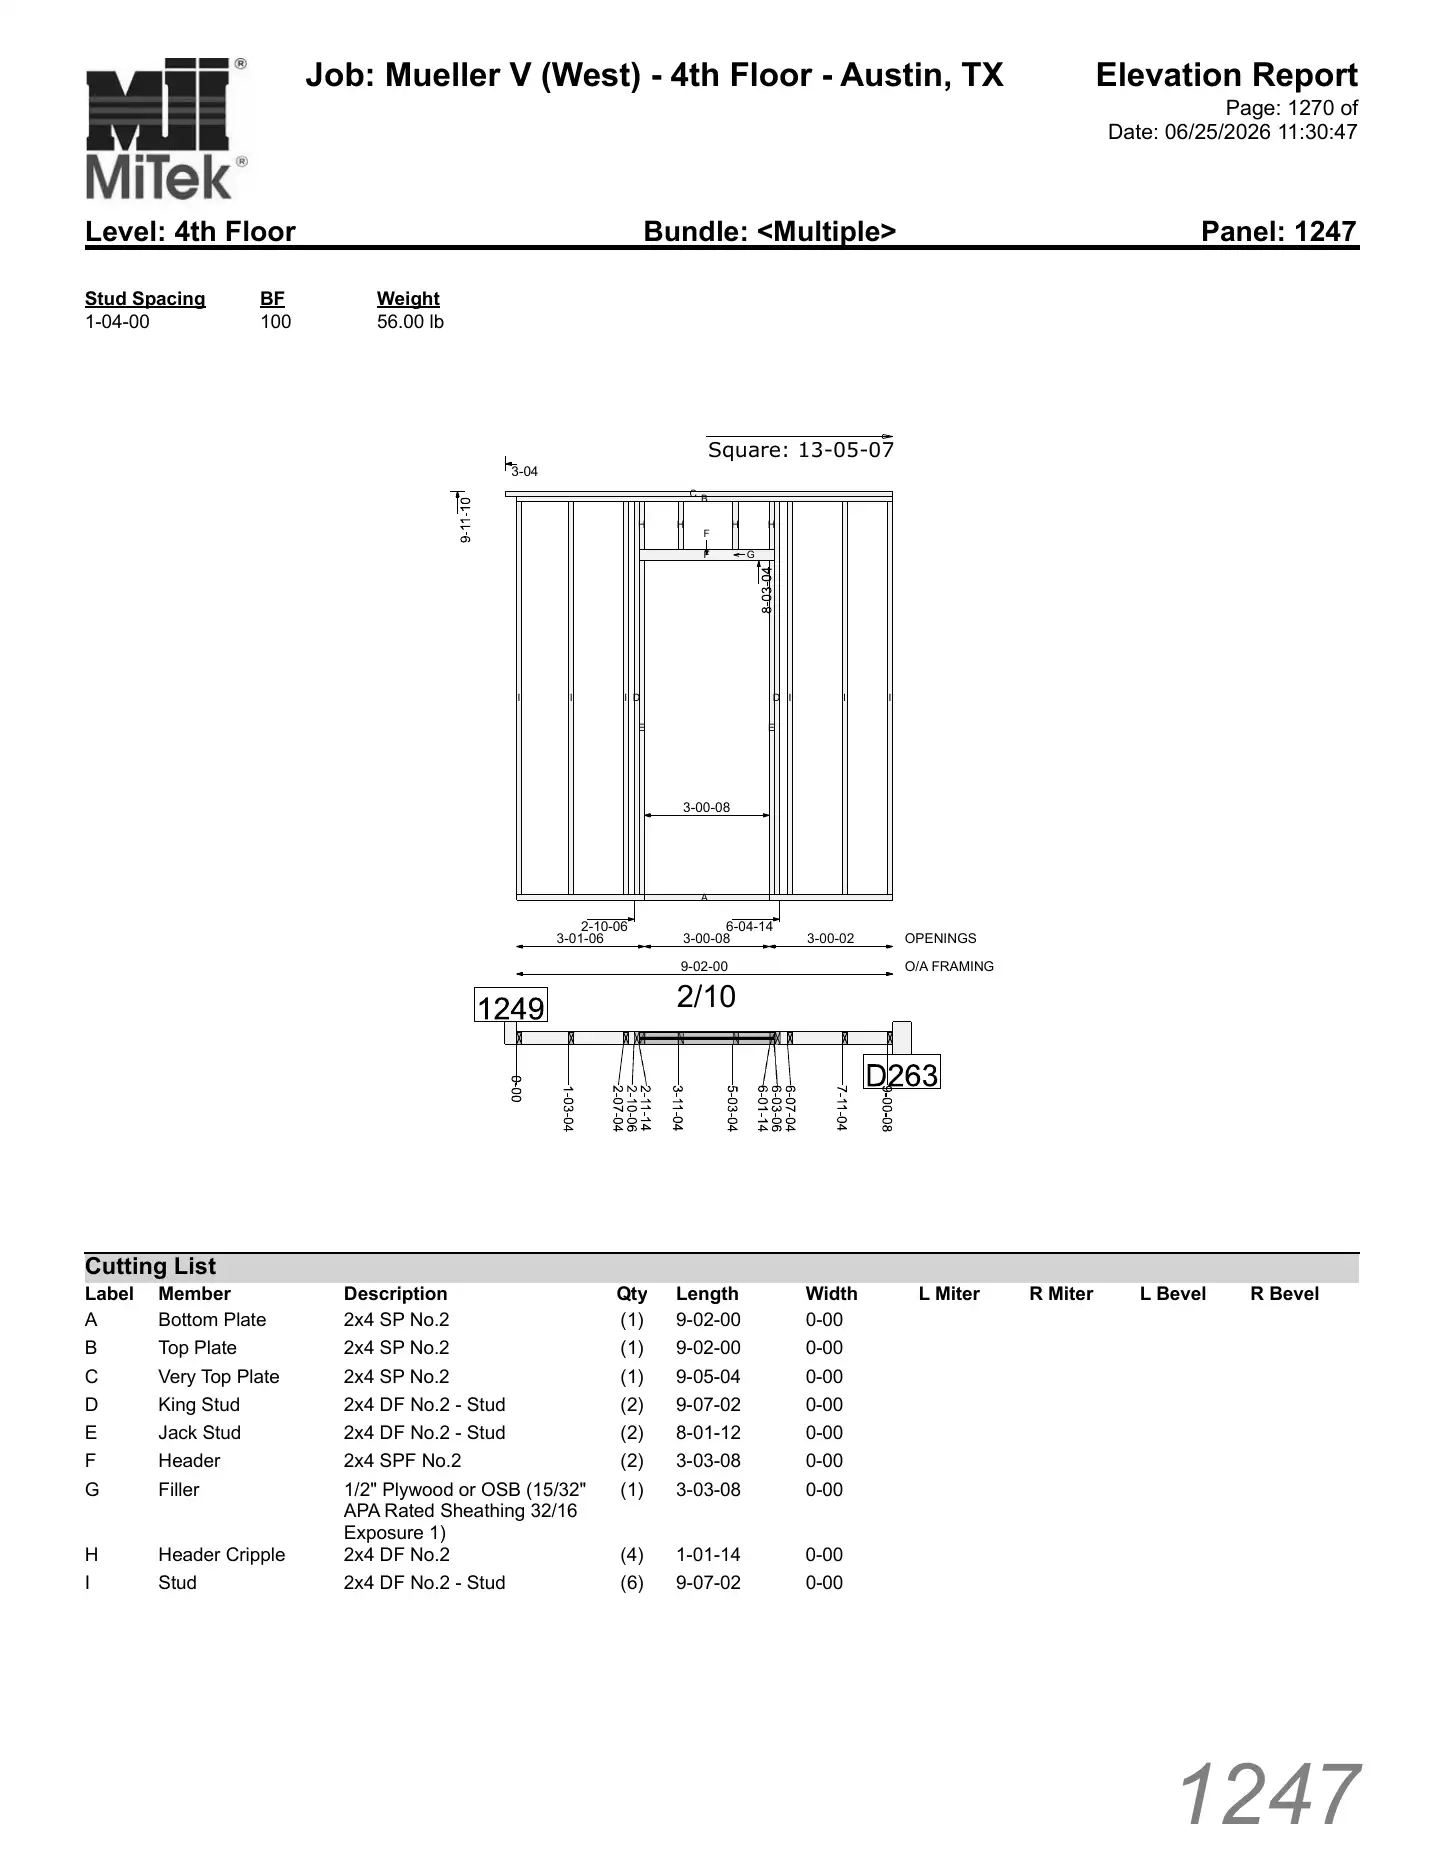 Job: Mueller V (West) - 4th Floor - Austin, TX
Elevation Report
Page: 1270 of
Date: 06/25/2026 11:30:47
MiTek®
Level: 4th Floor Bundle: <Multiple> Panel: 1247
Stud Spacing BF Weight
1-04-00 100 56.00 lb
Square: 13-05-07
3-04
9-11-10
C
B
H H H H
F
F G
8-03-04
I I I D D I I I
E E
3-00-08
A
2-10-06 6-04-14
3-01-06 3-00-08 3-00-02 OPENINGS
9-02-00 O/A FRAMING
2/10
1249
D263
0-00 1-03-04 2-07-04 2-10-06 2-11-14 3-11-04 5-03-04 6-01-14 6-03-06 6-07-04 7-11-04 9-00-08
Cutting List
Label Member Description Qty Length Width L Miter R Miter L Bevel R Bevel
A Bottom Plate 2x4 SP No.2 (1) 9-02-00 0-00
B Top Plate 2x4 SP No.2 (1) 9-02-00 0-00
C Very Top Plate 2x4 SP No.2 (1) 9-05-04 0-00
D King Stud 2x4 DF No.2 - Stud (2) 9-07-02 0-00
E Jack Stud 2x4 DF No.2 - Stud (2) 8-01-12 0-00
F Header 2x4 SPF No.2 (2) 3-03-08 0-00
G Filler 1/2" Plywood or OSB (15/32" (1) 3-03-08 0-00
APA Rated Sheathing 32/16
Exposure 1)
H Header Cripple 2x4 DF No.2 (4) 1-01-14 0-00
I Stud 2x4 DF No.2 - Stud (6) 9-07-02 0-00
1247